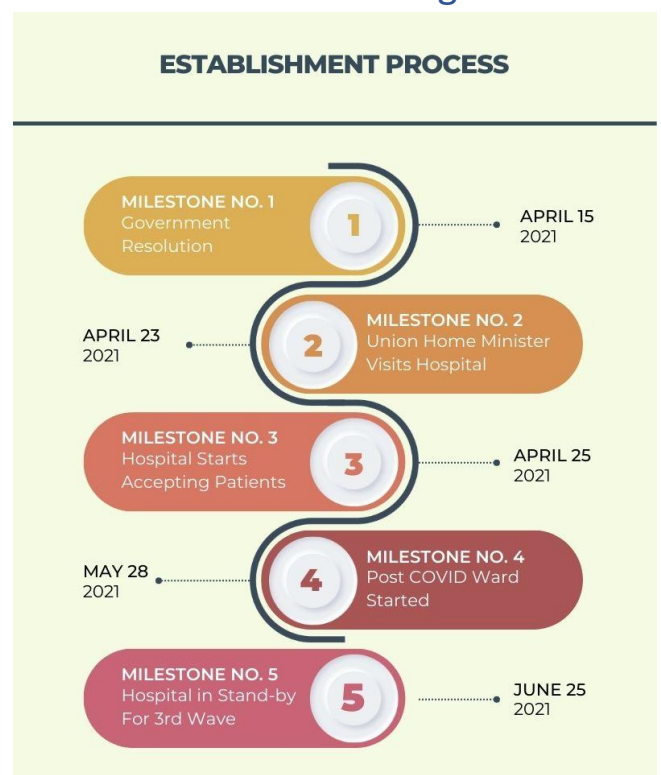 ESTABLISHMENT PROCESS
MILESTONE NO. 1
Government
Resolution
1
APRIL 15
2021
APRIL 23
2021
2
MILESTONE NO. 2
Union Home Minister
Visits Hospital
MILESTONE NO. 3
Hospital Starts
Accepting Patients
3
APRIL 25
2021
MAY 28
2021
4
MILESTONE NO. 4
Post COVID Ward
Started
MILESTONE NO. 5
Hospital in Stand-by
For 3rd Wave
5
JUNE 25
2021